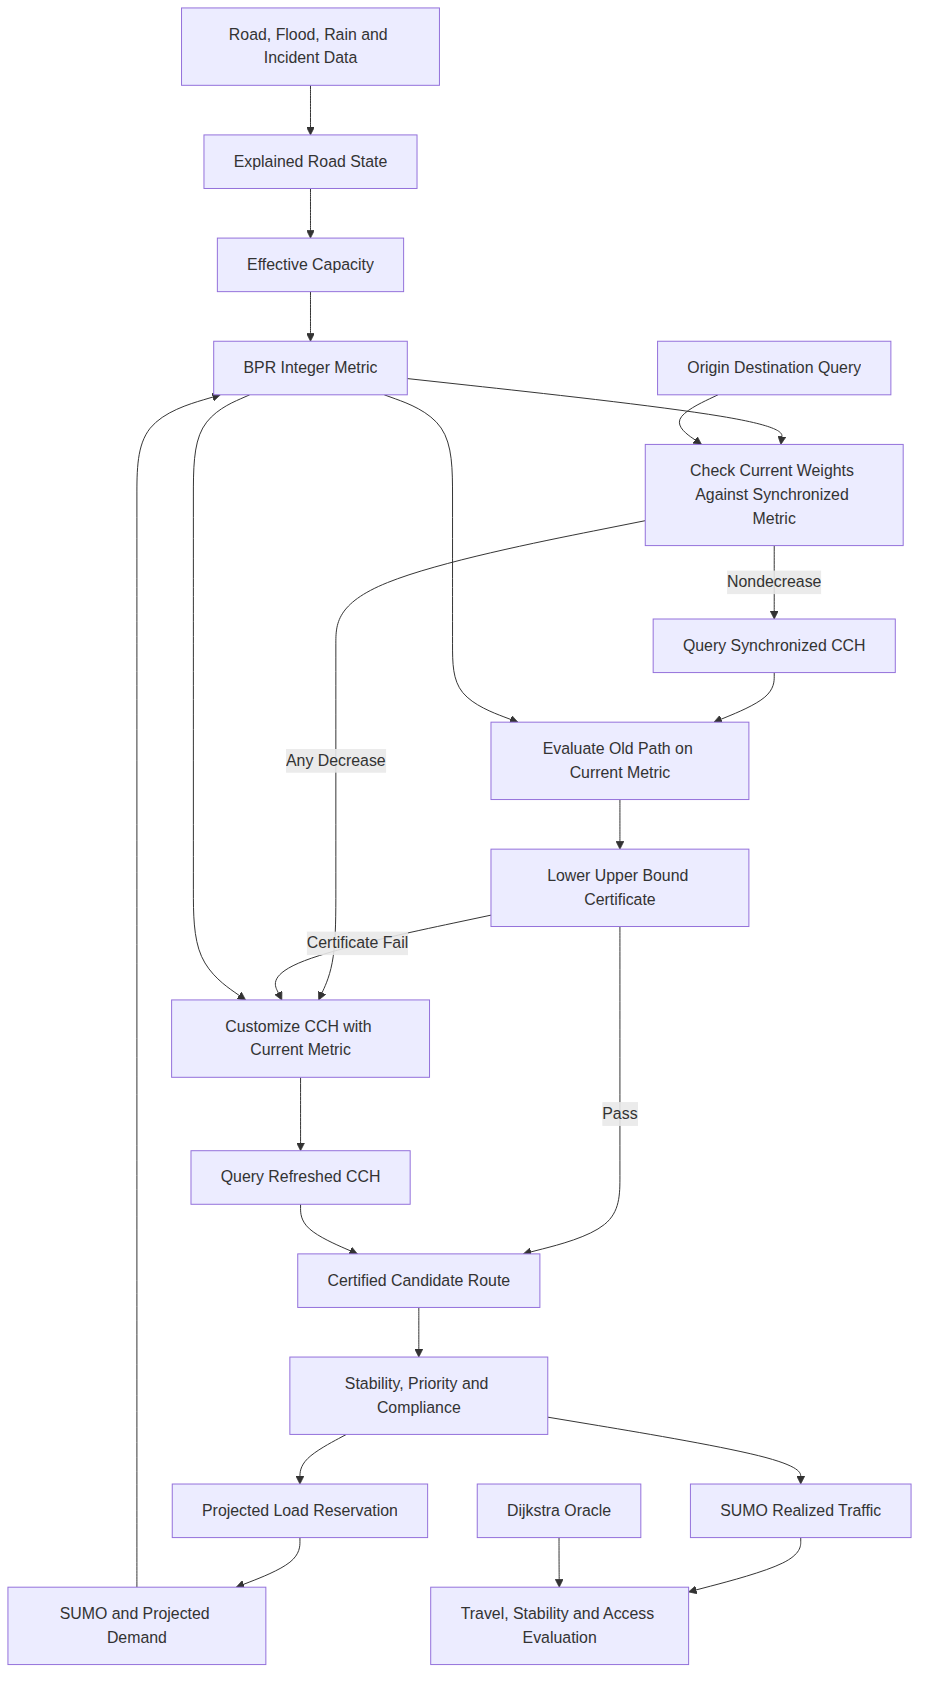 Road, Flood, Rain and
Incident Data
Explained Road State
Effective Capacity
BPR Integer Metric
Origin Destination Query
Check Current Weights
Against Synchronized
Metric
Nondecrease
Query Synchronized CCH
Evaluate Old Path on
Current Metric
Any Decrease
Lower Upper Bound
Certificate
Certificate Fail
Customize CCH with
Current Metric
Pass
Query Refreshed CCH
Certified Candidate Route
Stability, Priority and
Compliance
Projected Load Reservation
Dijkstra Oracle
SUMO Realized Traffic
SUMO and Projected
Demand
Travel, Stability and Access
Evaluation